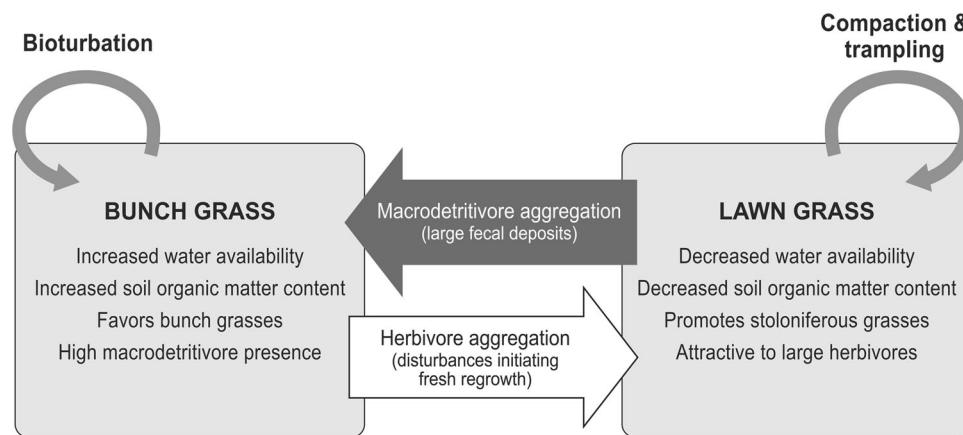 Bioturbation
Compaction &
trampling
BUNCH GRASS
Increased water availability
Increased soil organic matter content
Favors bunch grasses
High macrodetritivore presence
Macrodetritivore aggregation
(large fecal deposits)
Herbivore aggregation
(disturbances initiating
fresh regrowth)
LAWN GRASS
Decreased water availability
Decreased soil organic matter content
Promotes stoloniferous grasses
Attractive to large herbivores